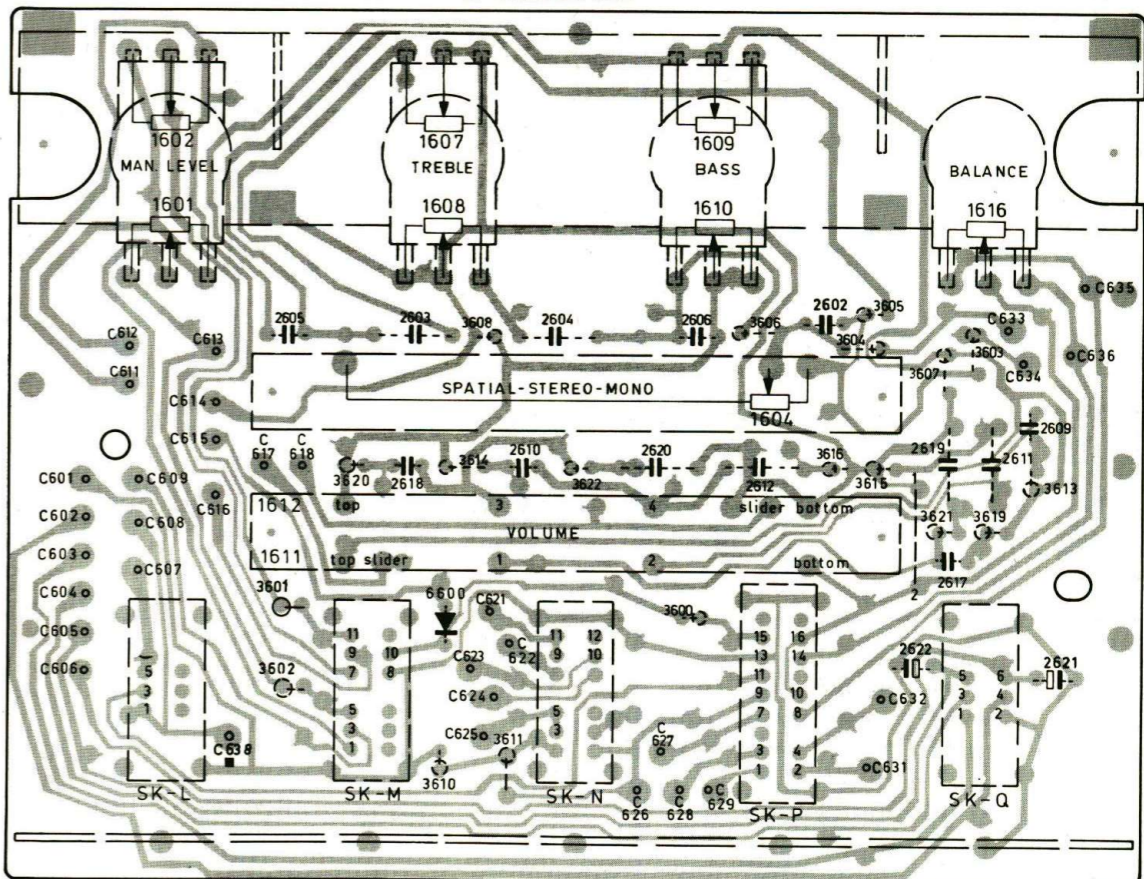 1602
1607
1609
MAN. LEVEL
TREBLE
BASS
BALANCE
1601
1608
1610
1616
C635
2605
2603
3608
2604
2606
3606
2602
3605
C612
C613
3604
C633
3603
C636
3607
C634
C611
SPATIAL-STEREO-MONO
1604
C614
2609
C615
C
617
C
618
3620
2618
3614
2610
3622
2620
2612
3616
3615
2619
2611
1
C601
C609
3613
C616
1612
top
3
4
slider bottom
C602
C608
VOLUME
3621
3619
C603
1611
top slider
1
2
bottom
C607
2617
2
C604
3601
6600
C621
3600
C605
11
9
10
7
8
C
622
11
12
9
10
15
16
13
14
2622
C606
5
3
1
3602
C623
11
9
10
5
6
2621
C624
5
3
1
5
3
7
8
C632
3
4
1
2
C638
C625
3611
C
627
3
4
3610
1
2
C631
SK-L
SK-M
SK-N
C
626
C
628
C
629
SK-P
SK-Q